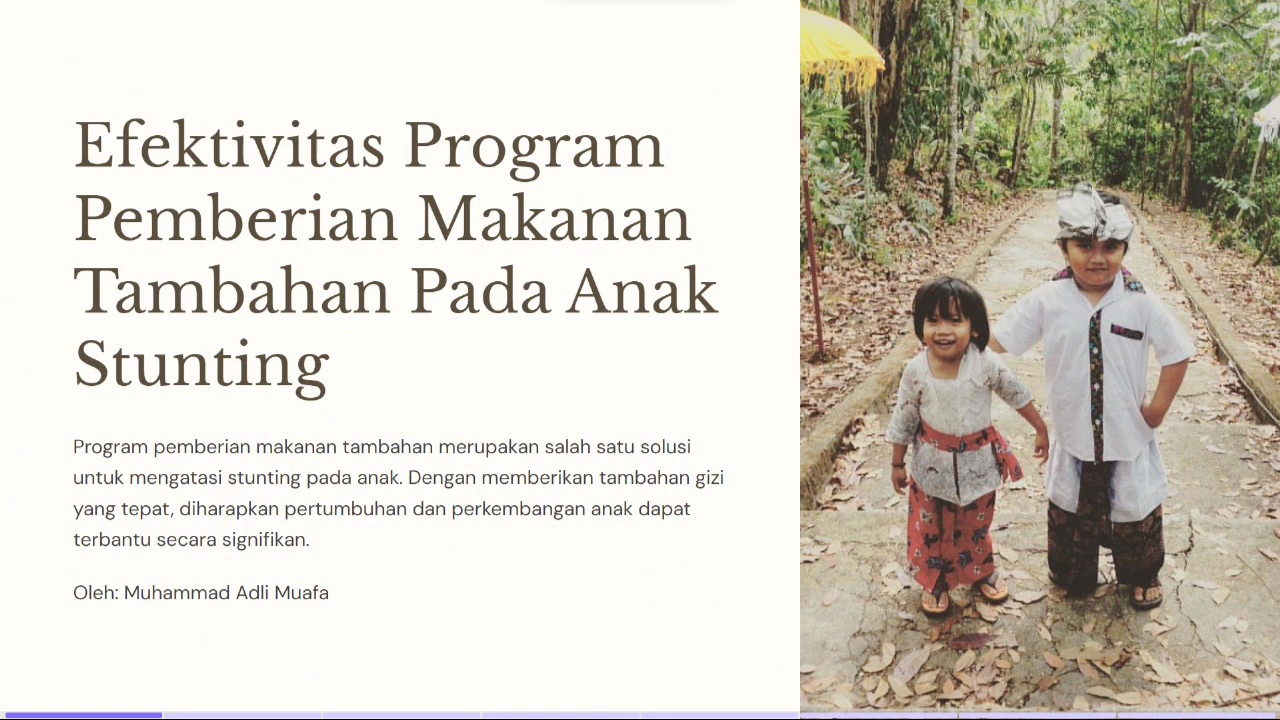 Efektivitas Program
Pemberian Makanan
Tambahan Pada Anak
Stunting
Program pemberian makanan tambahan merupakan salah satu solusi
untuk mengatasi stunting pada anak. Dengan memberikan tambahan gizi
yang tepat, diharapkan pertumbuhan dan perkembangan anak dapat
terbantu secara signifikan.
Oleh: Muhammad Adli Muafa